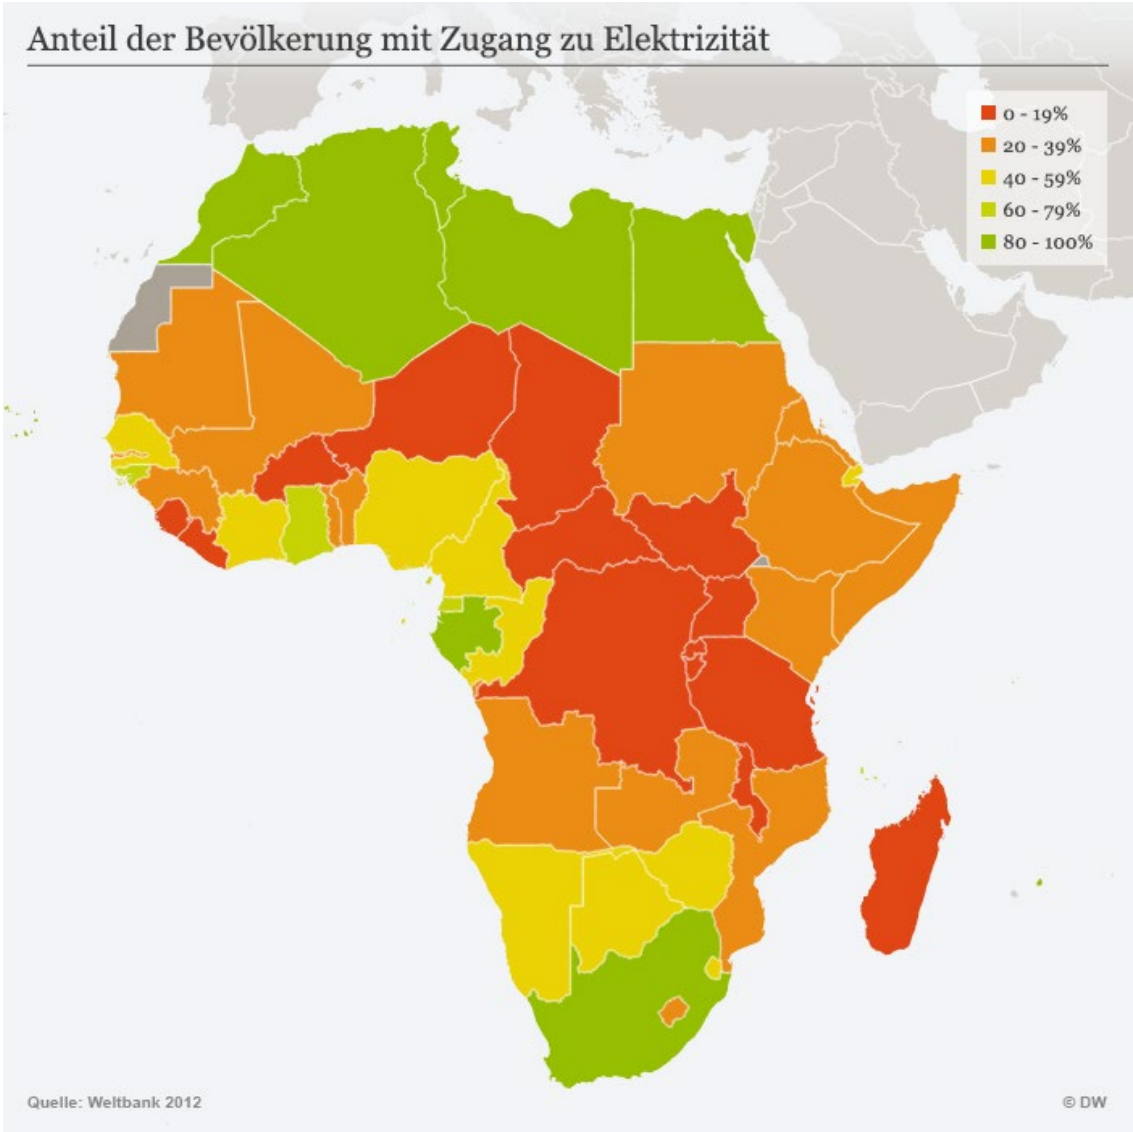 Anteil der Bevölkerung mit Zugang zu Elektrizität
0 - 19%
20 - 39%
40 - 59%
60 - 79%
80 - 100%
Quelle: Weltbank 2012
© DW